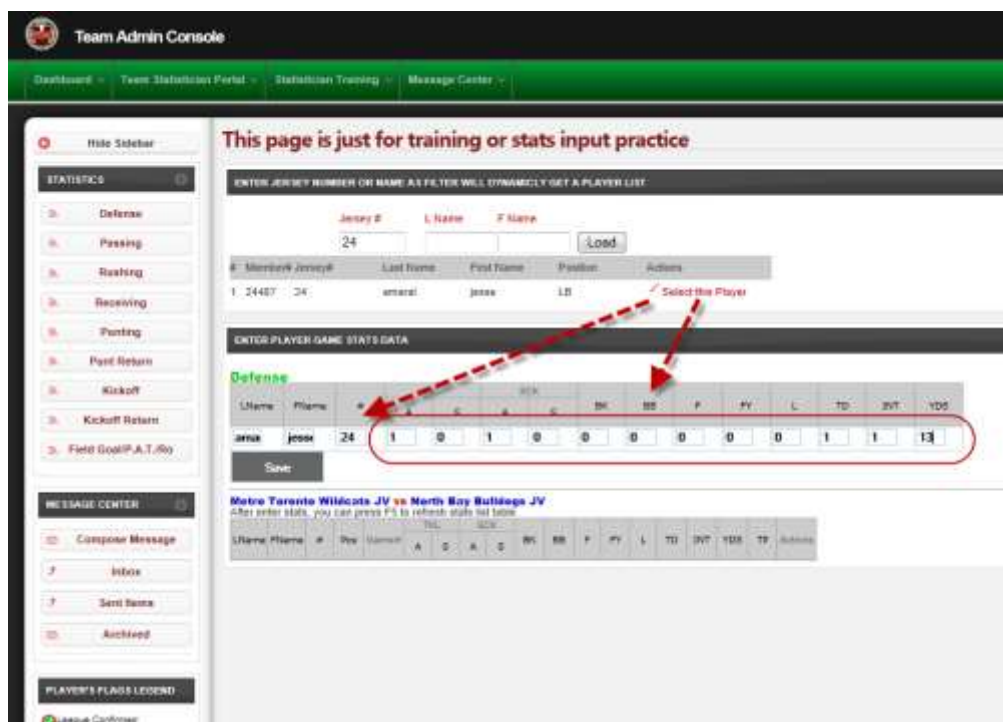 Team Admin Console
Dashboard Team Statistician Portal Statistician Training Message Center
Hide Sidebar
This page is just for training or stats input practice
STATISTICS
ENTER JERSEY NUMBER OR NAME AS FILTER WILL DYNAMICLY GET A PLAYER LIST
Defense
Jersey # L Name F Name
Passing
24 Load
Rushing
# Member# Jersey# Last Name First Name Position Actions
Receiving
1 24487 24 amaral jesse LB Select this Player
Punting
ENTER PLAYER GAME STATS DATA
Punt Return
Defense
Kickoff
LName FName # A S SCK A S BK BB F FY L TD INT YDS
Kickoff Return
amar jesse 24 1 0 1 0 0 0 0 0 0 1 1 13
Field Goal/P.A.T./Ro
Save
MESSAGE CENTER
Metro Toronto Wildcats JV vs North Bay Bulldogs JV
After enter stats, you can press F5 to refresh stats list table
Compose Message
TKL SCK
LName FName # Pos A S A S BK BB F FY L TD INT YDS TP Actions
Inbox
Sent Items
Archived
PLAYER'S FLAGS LEGEND
League Confirmed